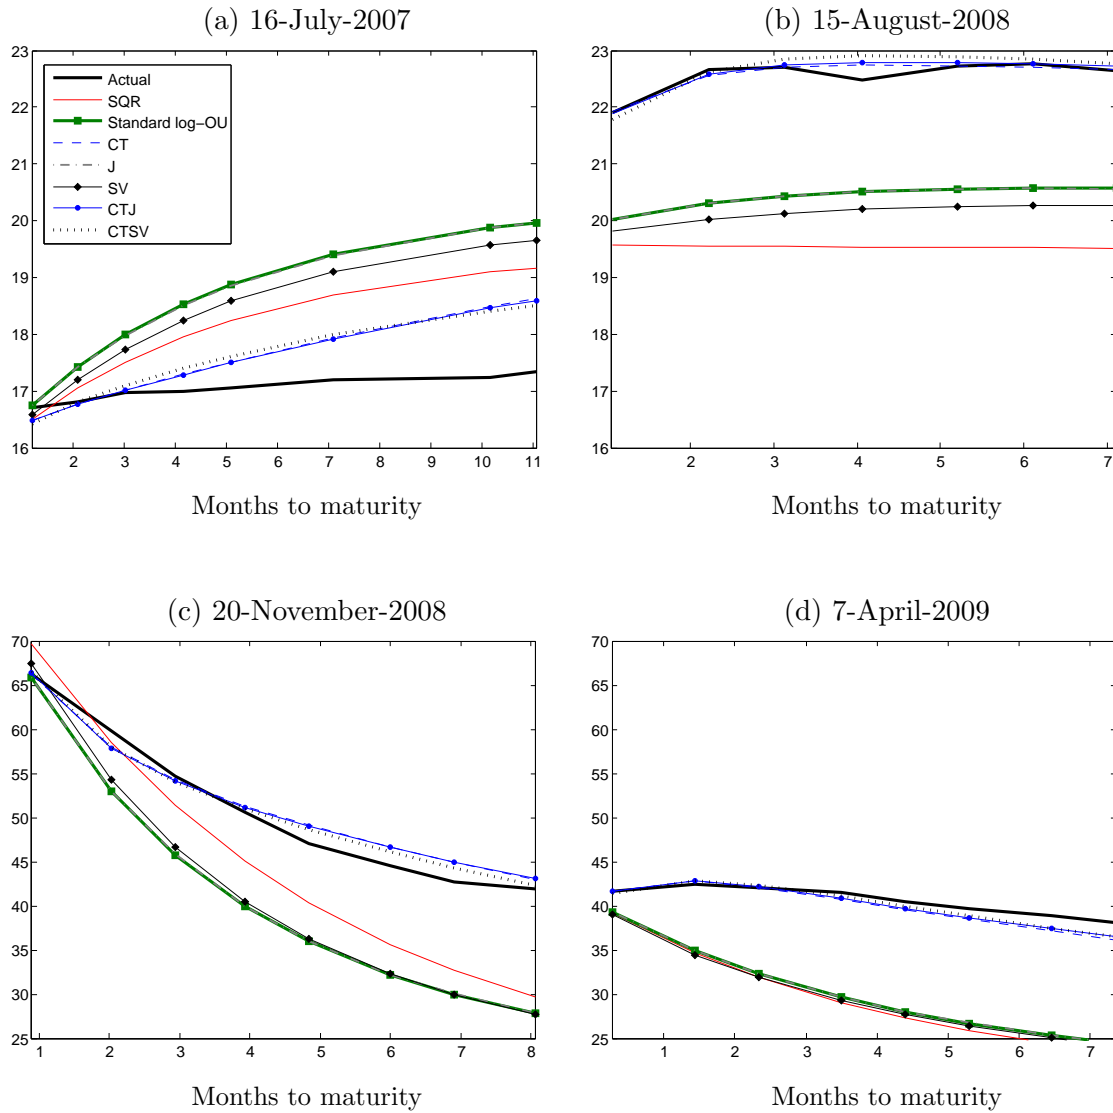 (a) 16-July-2007
(b) 15-August-2008
23
22
21
20
19
18
17
16
Actual
SQR
Standard log−OU
CT
J
SV
CTJ
CTSV
2 3 4 5 6 7 8 9 10 11
Months to maturity
23
22
21
20
19
18
17
16
2 3 4 5 6 7
Months to maturity
(c) 20-November-2008
(d) 7-April-2009
70
65
60
55
50
45
40
35
30
25
1 2 3 4 5 6 7 8
Months to maturity
70
65
60
55
50
45
40
35
30
25
1 2 3 4 5 6 7
Months to maturity